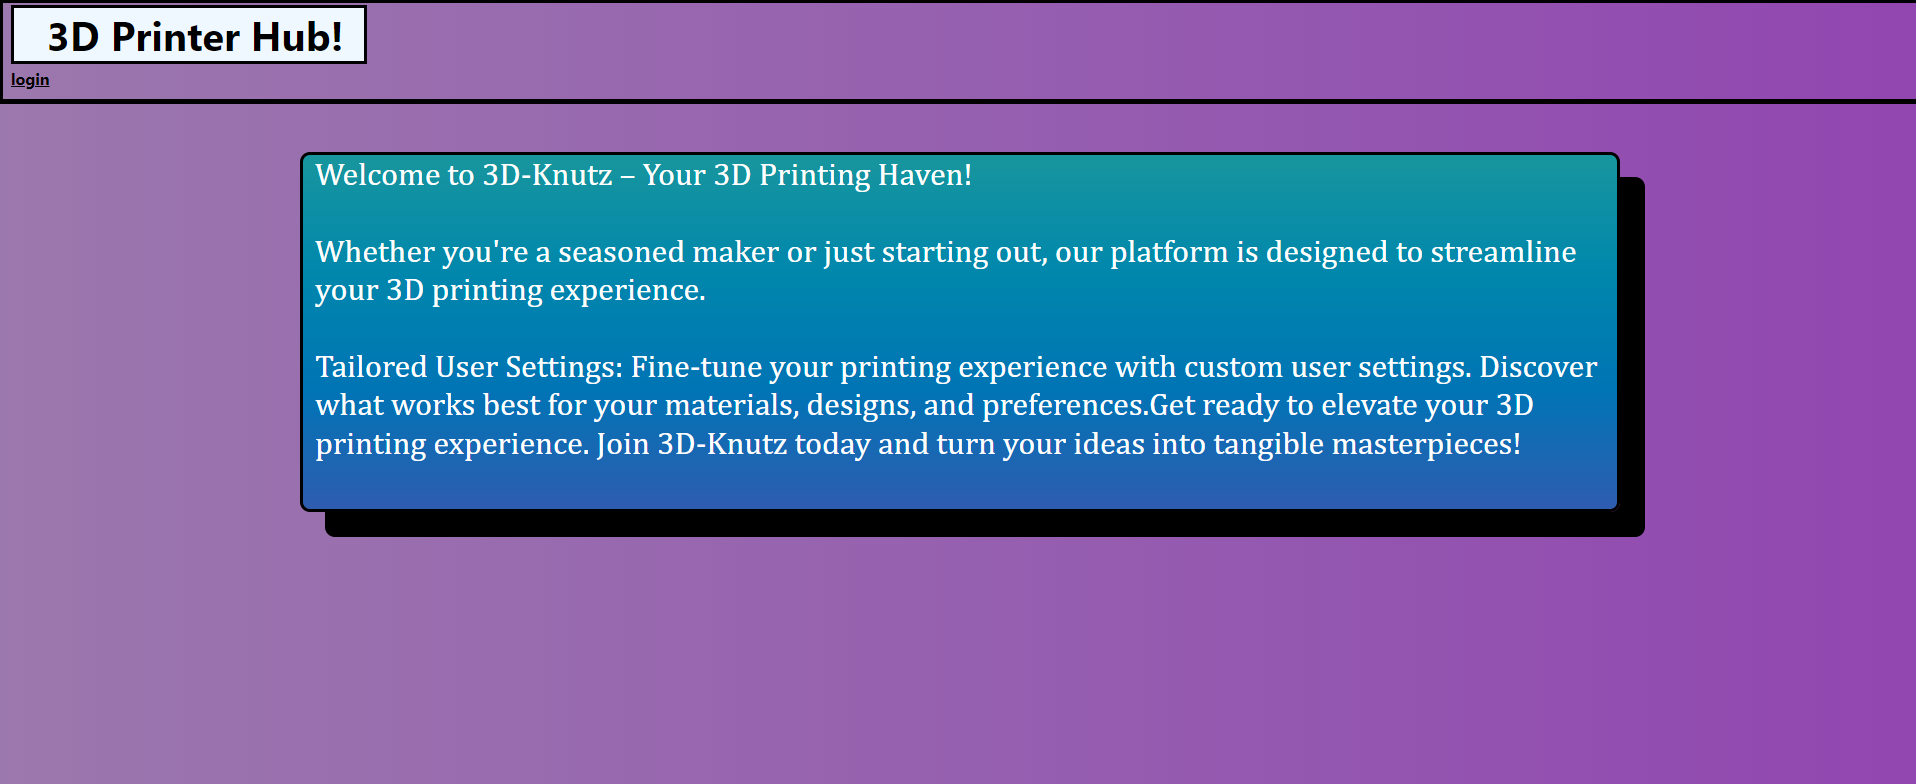 3D Printer Hub!
login
Welcome to 3D-Knutz – Your 3D Printing Haven!
Whether you're a seasoned maker or just starting out, our platform is designed to streamline
your 3D printing experience.
Tailored User Settings: Fine-tune your printing experience with custom user settings. Discover
what works best for your materials, designs, and preferences.Get ready to elevate your 3D
printing experience. Join 3D-Knutz today and turn your ideas into tangible masterpieces!